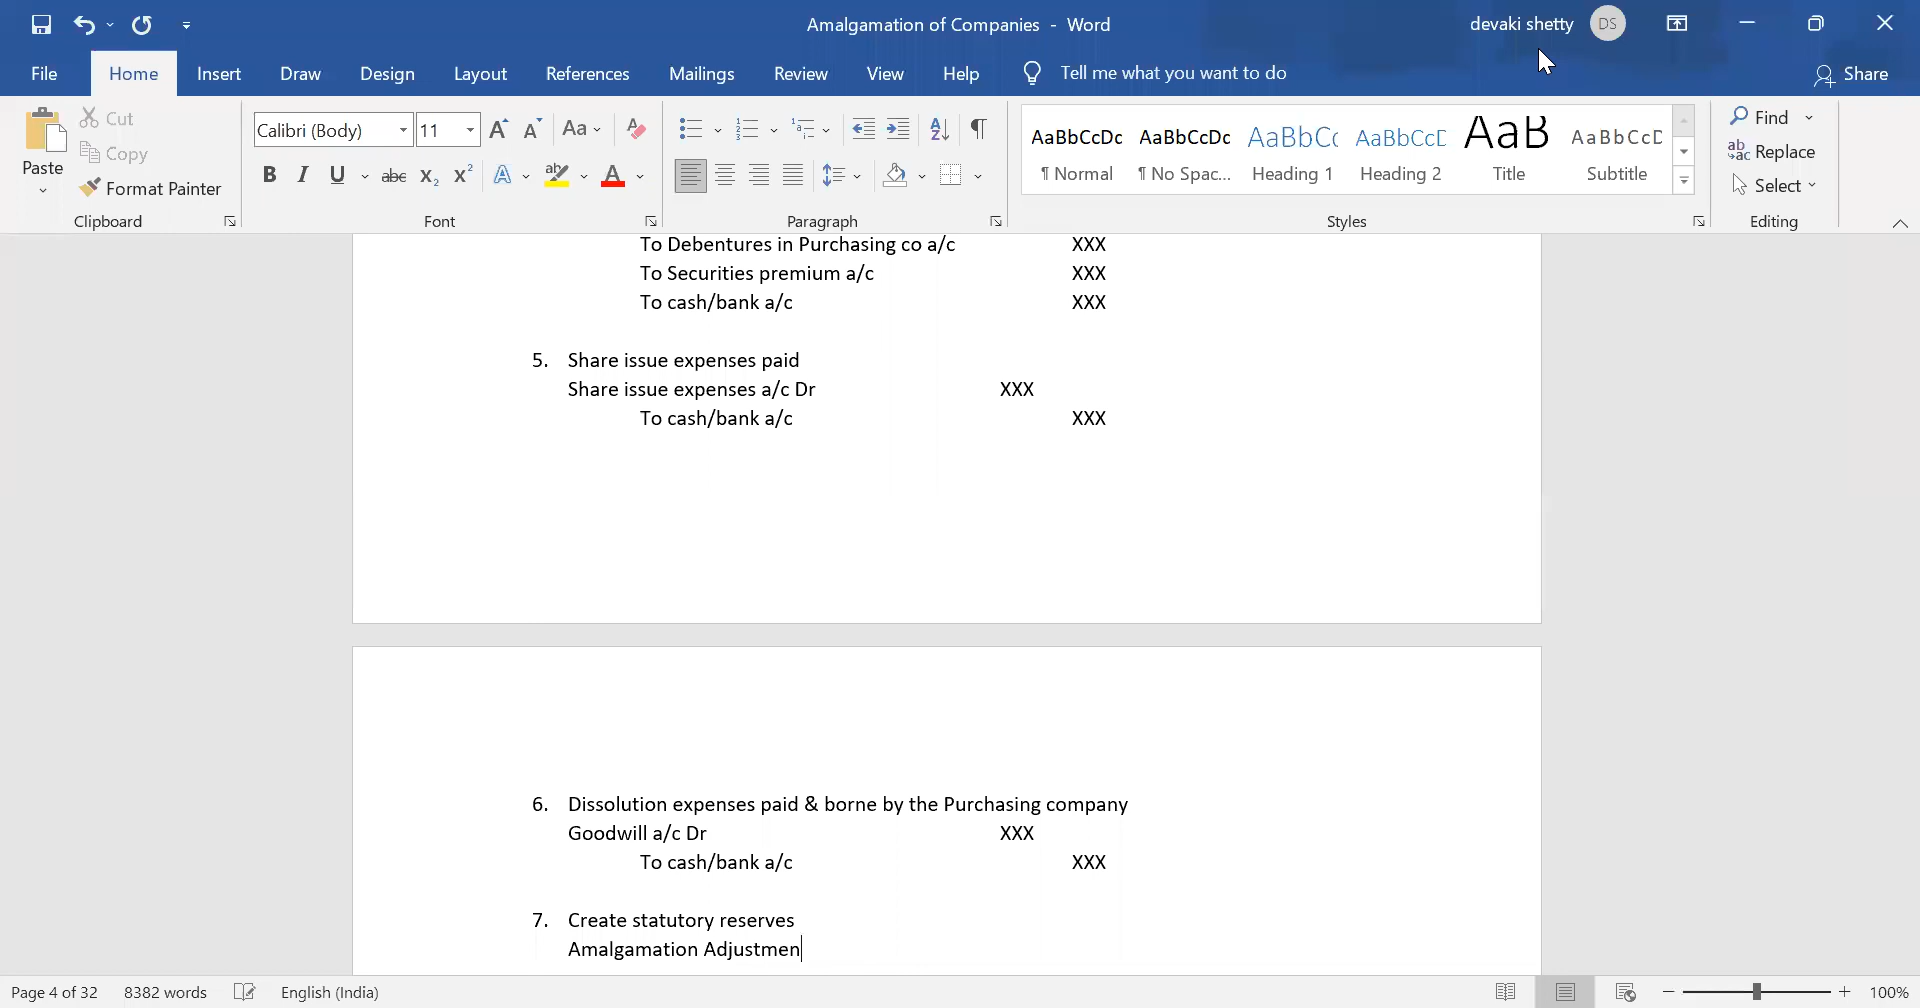 Amalgamation of Companies - Word
devaki shetty DS
File Home Insert Draw Design Layout References Mailings Review View Help Tell me what you want to do Share
Paste
Cut
Copy
Format Painter
Clipboard
Calibri (Body) 11
Font
Paragraph
AaBbCcDc AaBbCcDc AaBbCc AaBbCcD AaB AaBbCcD
¶ Normal ¶ No Spac... Heading 1 Heading 2 Title Subtitle
Styles
Find
Replace
Select
Editing
To Debentures in Purchasing co a/c XXX
To Securities premium a/c XXX
To cash/bank a/c XXX
5. Share issue expenses paid
Share issue expenses a/c Dr XXX
To cash/bank a/c XXX
6. Dissolution expenses paid & borne by the Purchasing company
Goodwill a/c Dr XXX
To cash/bank a/c XXX
7. Create statutory reserves
Amalgamation Adjustmen
Page 4 of 32 8382 words English (India) 100%